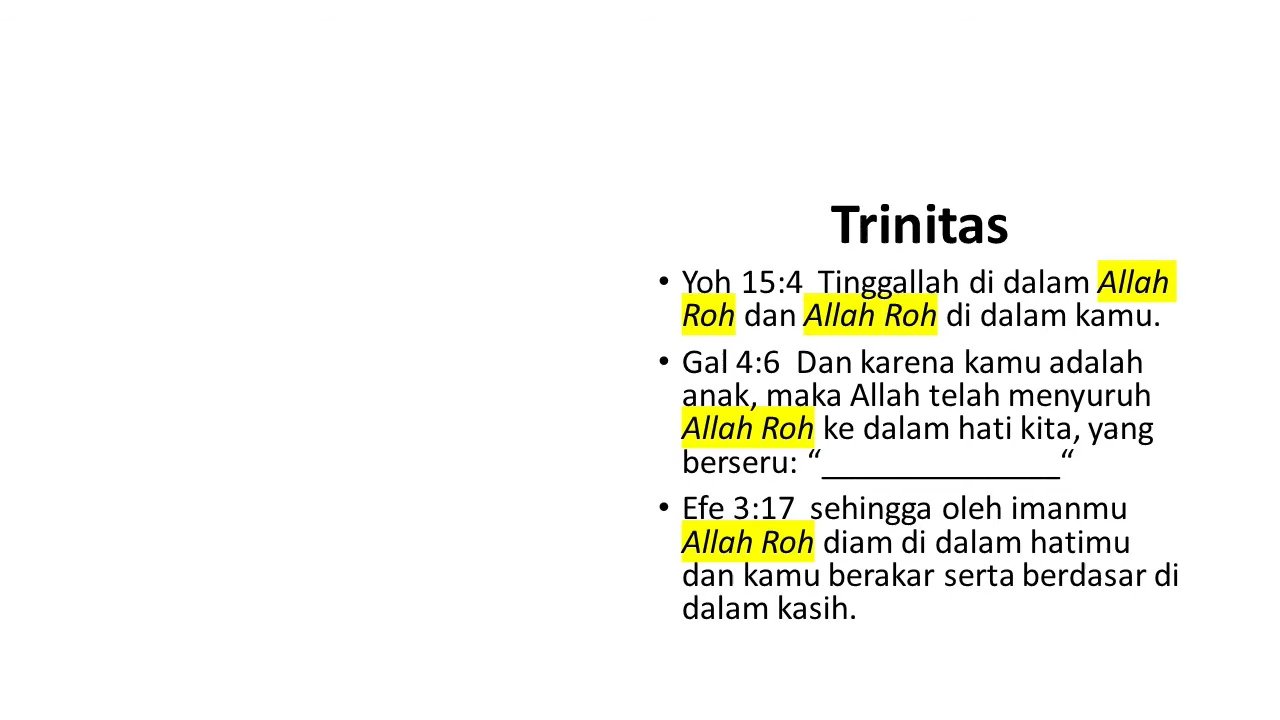 Trinitas
• Yoh 15:4  Tinggallah di dalam Allah
Roh dan Allah Roh di dalam kamu.
• Gal 4:6  Dan karena kamu adalah
anak, maka Allah telah menyuruh
Allah Roh ke dalam hati kita, yang
berseru: “______________“
• Efe 3:17  sehingga oleh imanmu
Allah Roh diam di dalam hatimu
dan kamu berakar serta berdasar di
dalam kasih.